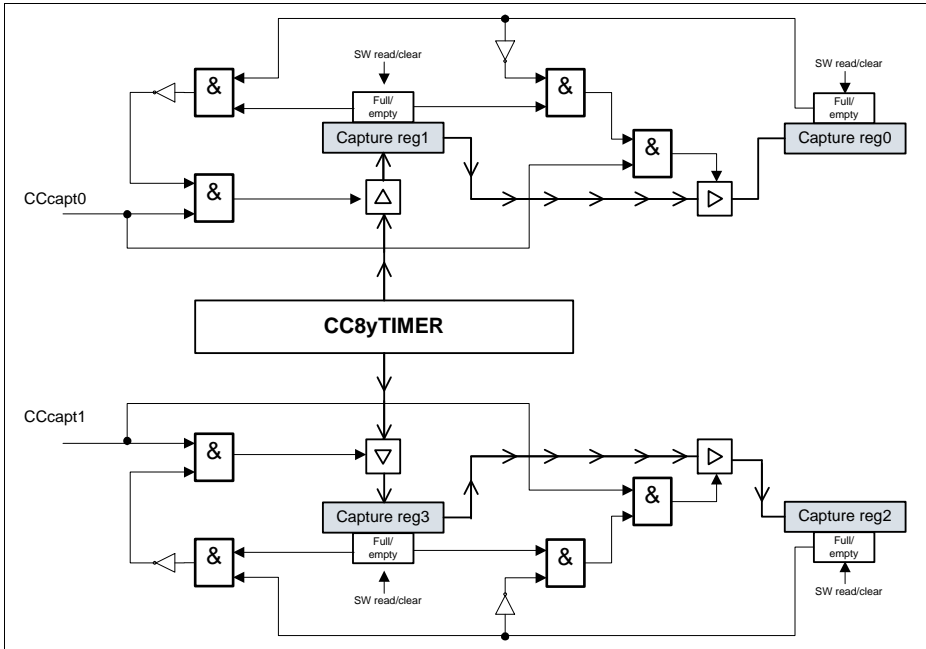 SW read/clear
SW read/clear
&
&
Full/
empty
Full/
empty
Capture reg1
Capture reg0
&
&
CCcapt0
CC8yTIMER
CCcapt1
&
&
Capture reg3
Capture reg2
Full/
empty
Full/
empty
&
&
SW read/clear
SW read/clear